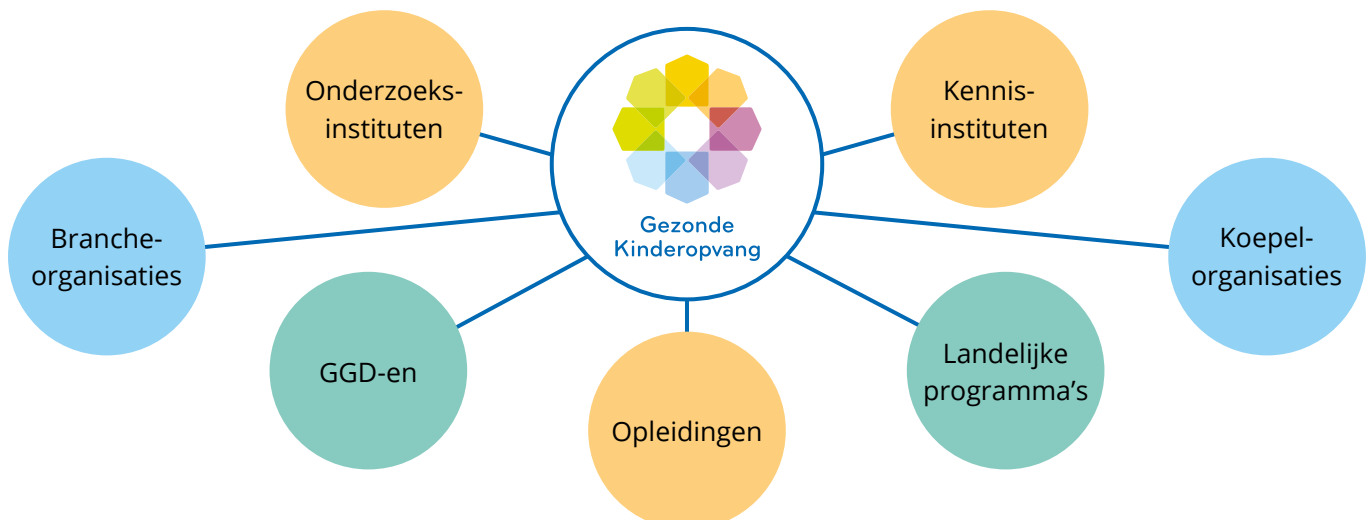 Onderzoeks-
instituten
Kennis-
instituten
Gezonde
Kinderopvang
Branche-
organisaties
Koepel-
organisaties
GGD-en
Landelijke
programma’s
Opleidingen